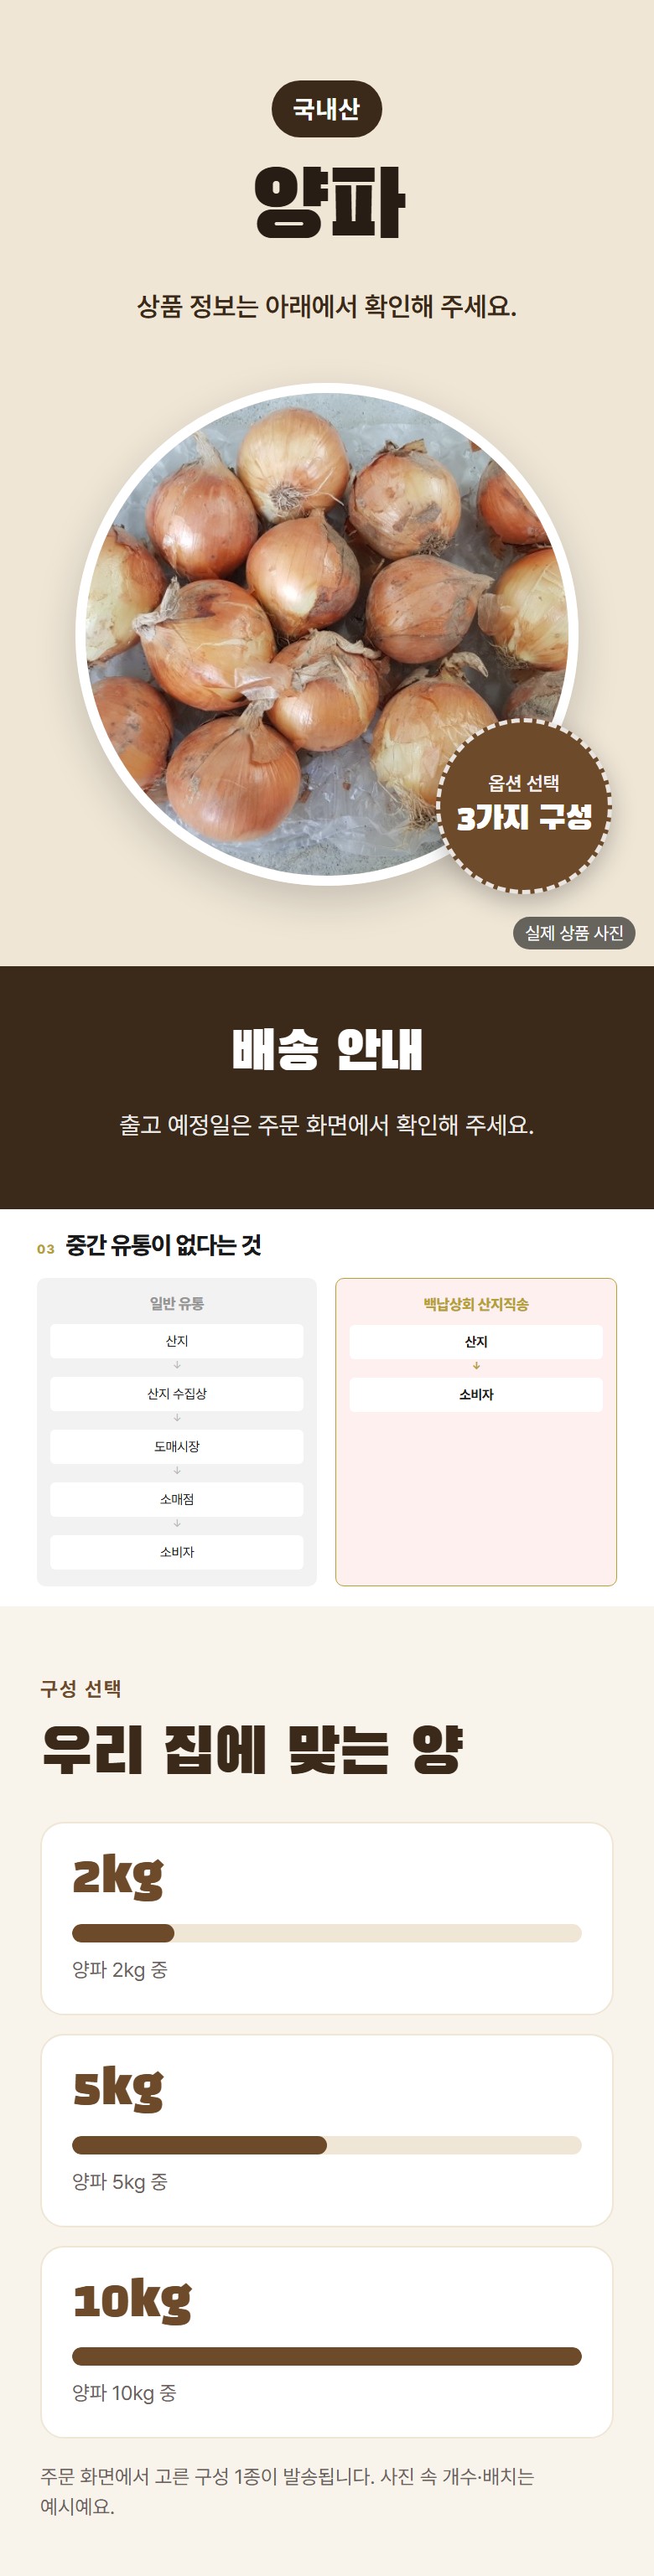 국내산
양파
상품 정보는 아래에서 확인해 주세요.
옵션 선택
3가지 구성
실제 상품 사진
배송 안내
출고 예정일은 주문 화면에서 확인해 주세요.
03 중간 유통이 없다는 것
일반 유통
산지
↓
산지 수집상
↓
도매시장
↓
소매점
↓
소비자
백납상회 산지직송
산지
↓
소비자
구성 선택
우리 집에 맞는 양
2kg
양파 2kg 중
5kg
양파 5kg 중
10kg
양파 10kg 중
주문 화면에서 고른 구성 1종이 발송됩니다. 사진 속 개수·배치는
예시예요.